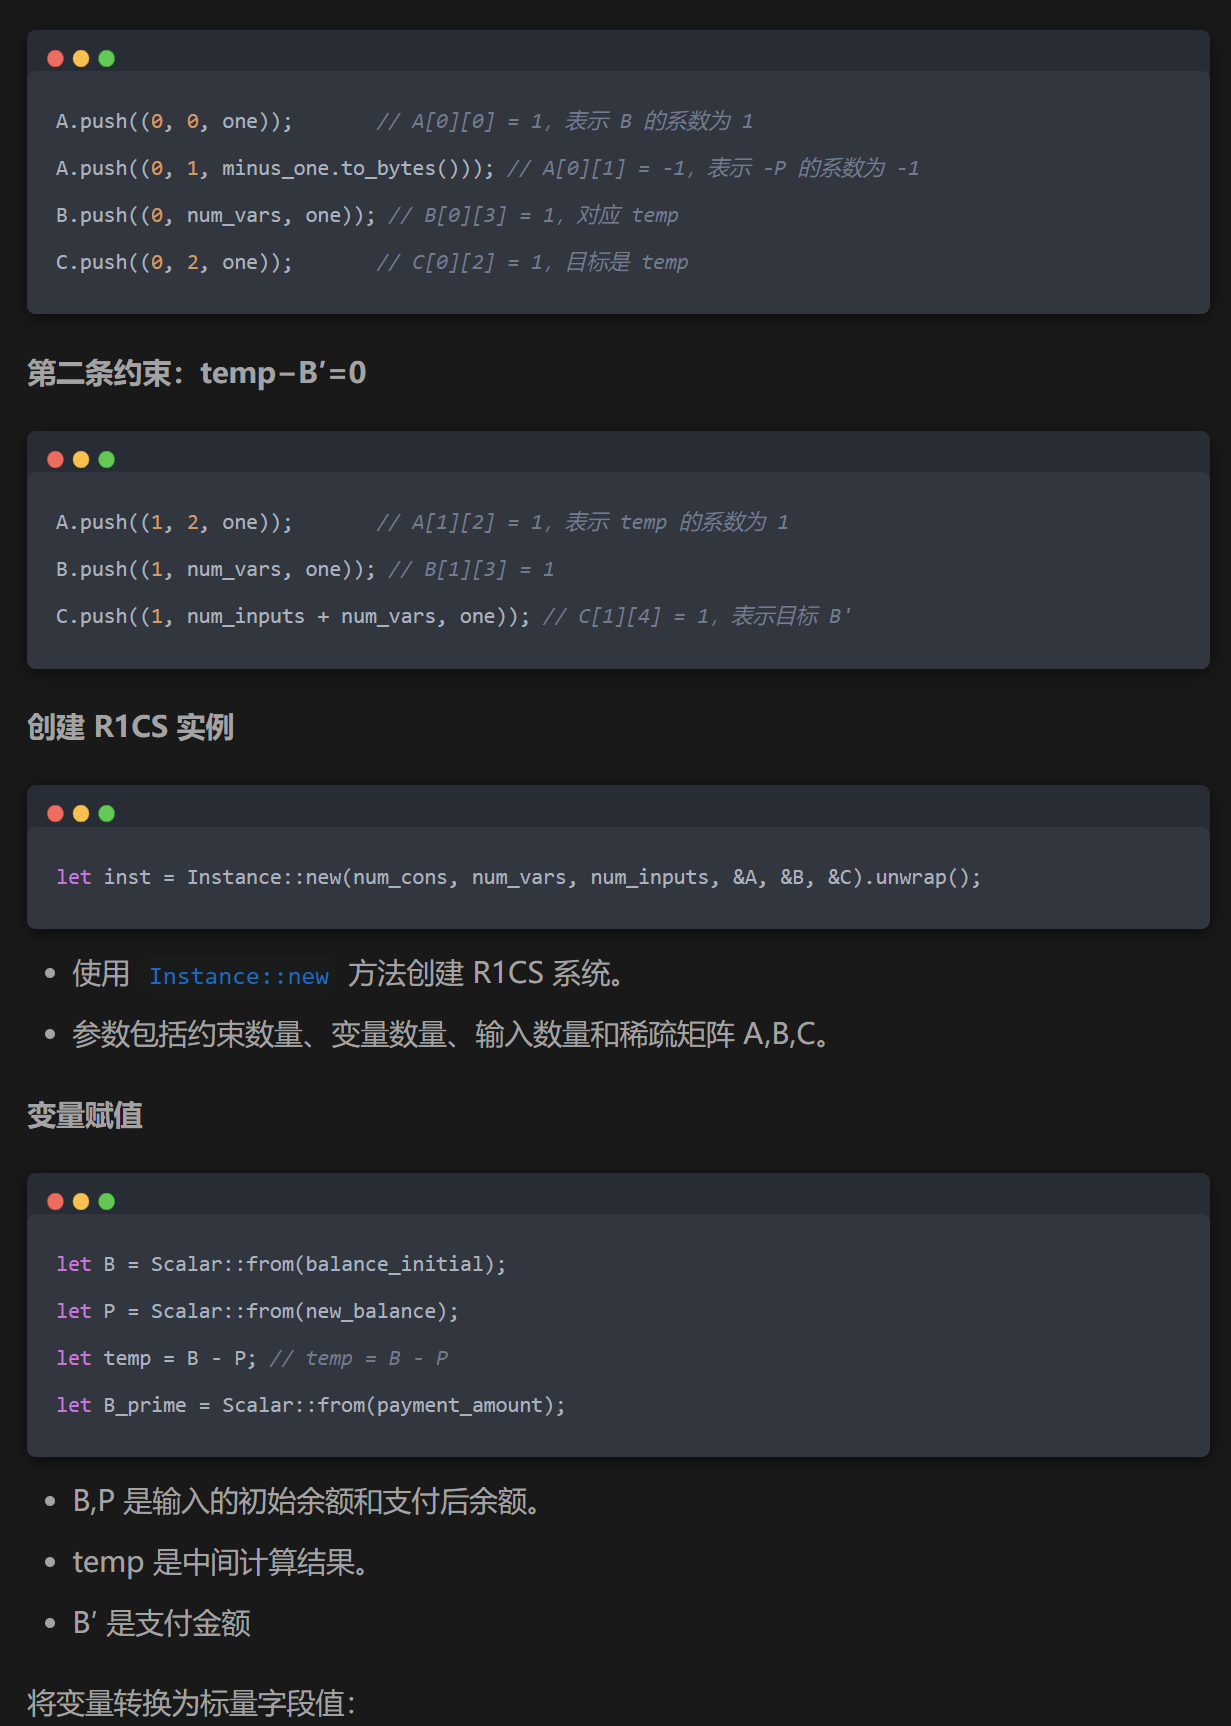 A.push((0, 0, one));       // A[0][0] = 1，表示 B 的系数为 1
A.push((0, 1, minus_one.to_bytes())); // A[0][1] = -1，表示 -P 的系数为 -1
B.push((0, num_vars, one)); // B[0][3] = 1，对应 temp
C.push((0, 2, one));       // C[0][2] = 1，目标是 temp
第二条约束：temp−B′=0
A.push((1, 2, one));       // A[1][2] = 1，表示 temp 的系数为 1
B.push((1, num_vars, one)); // B[1][3] = 1
C.push((1, num_inputs + num_vars, one)); // C[1][4] = 1，表示目标 B'
创建 R1CS 实例
let inst = Instance::new(num_cons, num_vars, num_inputs, &A, &B, &C).unwrap();
• 使用 Instance::new 方法创建 R1CS 系统。
• 参数包括约束数量、变量数量、输入数量和稀疏矩阵 A,B,C。
变量赋值
let B = Scalar::from(balance_initial);
let P = Scalar::from(new_balance);
let temp = B - P; // temp = B - P
let B_prime = Scalar::from(payment_amount);
• B,P 是输入的初始余额和支付后余额。
• temp 是中间计算结果。
• B′ 是支付金额
将变量转换为标量字段值：